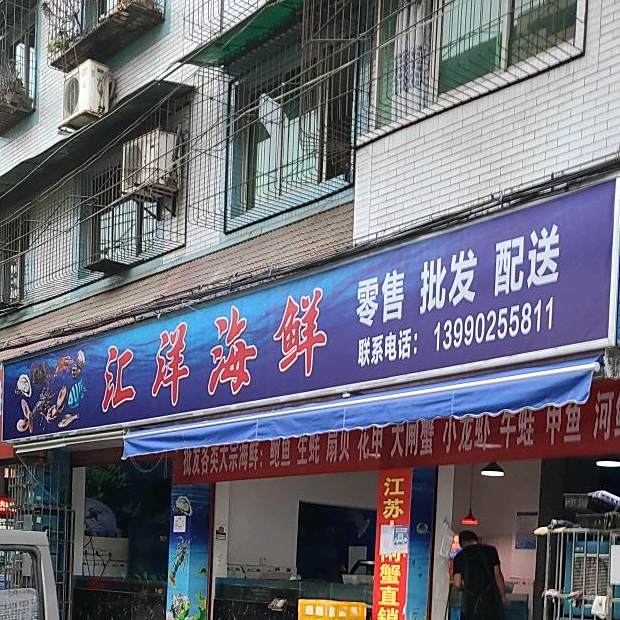 汇洋海鲜
零售 批发 配送
联系电话：13990255811
批发各类大宗海鲜：鲍鱼 生蚝 扇贝 花甲 大闸蟹 小龙虾 牛蛙 甲鱼 河
江苏
闸蟹直销